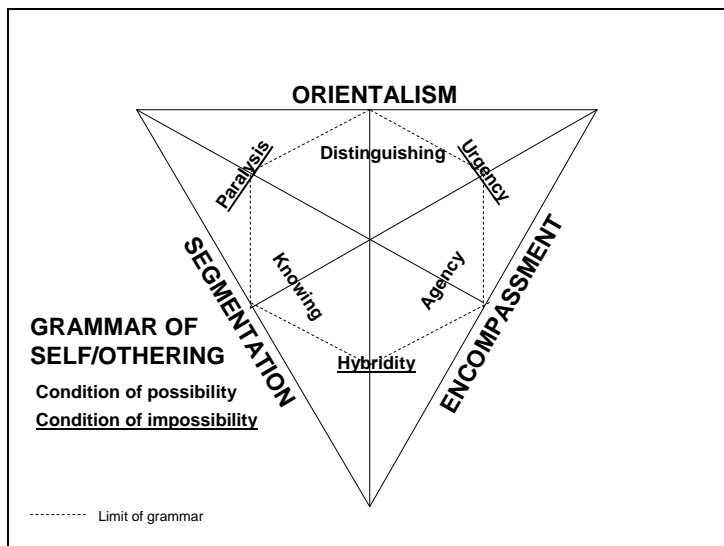 ORIENTALISM
Distinguishing
Paralysis
Urgency
SEGMENTATION
Knowing
Agency
ENCOMPASSMENT
Hybridity
GRAMMAR OF
SELF/OTHERING
Condition of possibility
Condition of impossibility
Limit of grammar